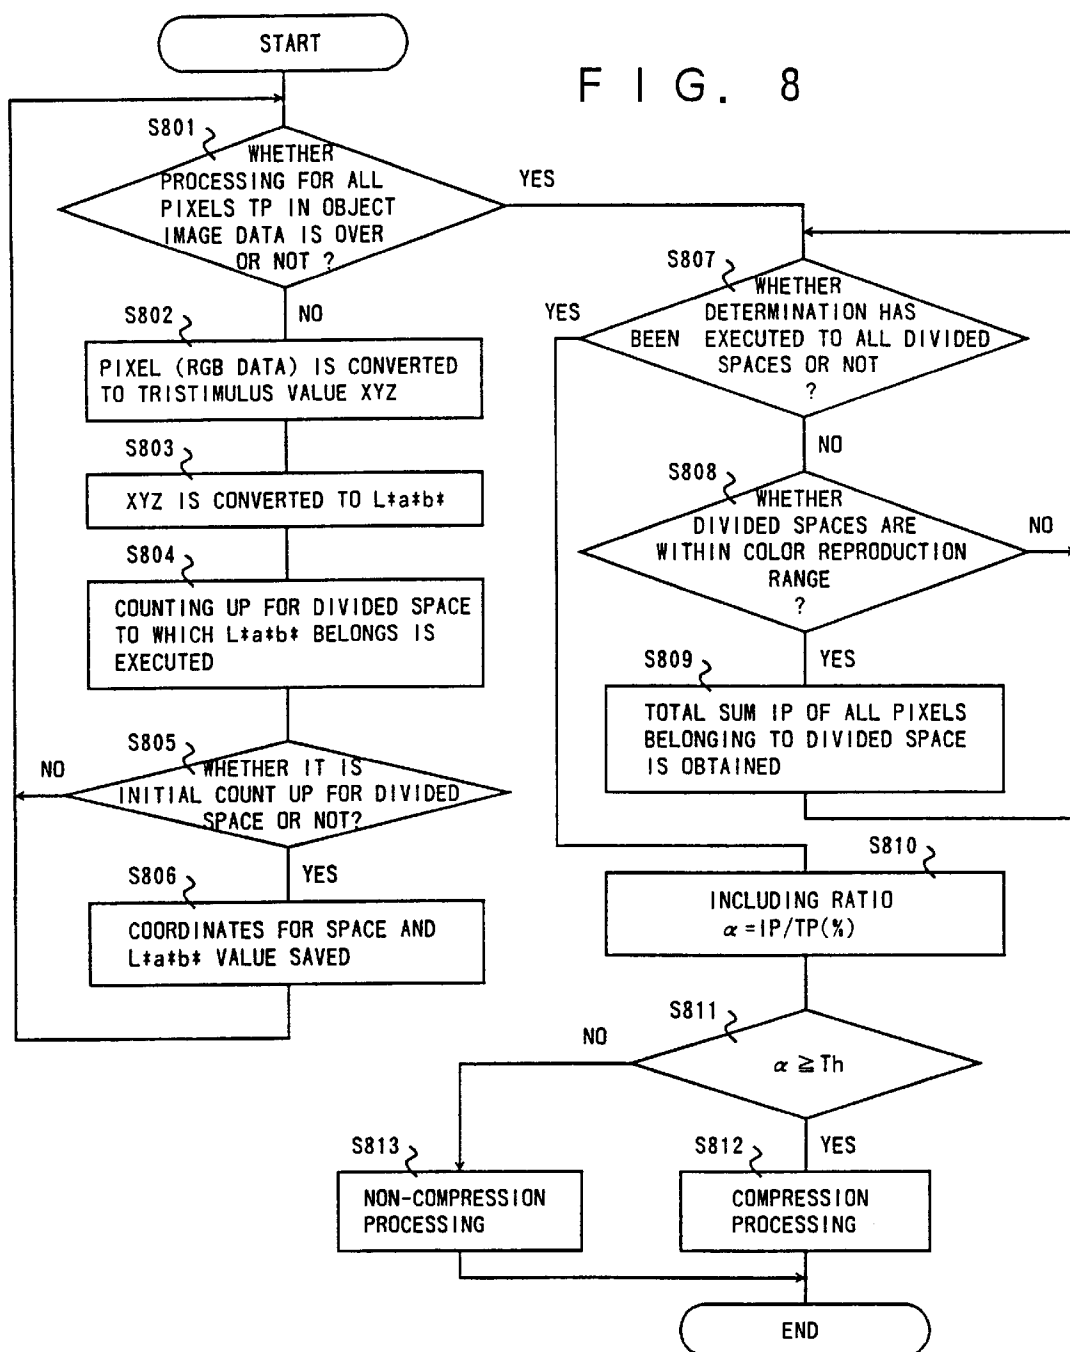 START
FIG. 8
S801
WHETHER
PROCESSING FOR ALL
PIXELS TP IN OBJECT
IMAGE DATA IS OVER
OR NOT ?
YES
NO
S802
PIXEL (RGB DATA) IS CONVERTED
TO TRISTIMULUS VALUE XYZ
S803
XYZ IS CONVERTED TO L*a*b*
S804
COUNTING UP FOR DIVIDED SPACE
TO WHICH L*a*b* BELONGS IS
EXECUTED
S805
WHETHER IT IS
INITIAL COUNT UP FOR DIVIDED
SPACE OR NOT?
NO
YES
S806
COORDINATES FOR SPACE AND
L*a*b* VALUE SAVED
S807
WHETHER
DETERMINATION HAS
BEEN EXECUTED TO ALL DIVIDED
SPACES OR NOT
?
YES
NO
S808
WHETHER
DIVIDED SPACES ARE
WITHIN COLOR REPRODUCTION
RANGE
?
NO
YES
S809
TOTAL SUM IP OF ALL PIXELS
BELONGING TO DIVIDED SPACE
IS OBTAINED
S810
INCLUDING RATIO
α=IP/TP(%)
S811
α ≧ Th
NO
YES
S813
NON-COMPRESSION
PROCESSING
S812
COMPRESSION
PROCESSING
END